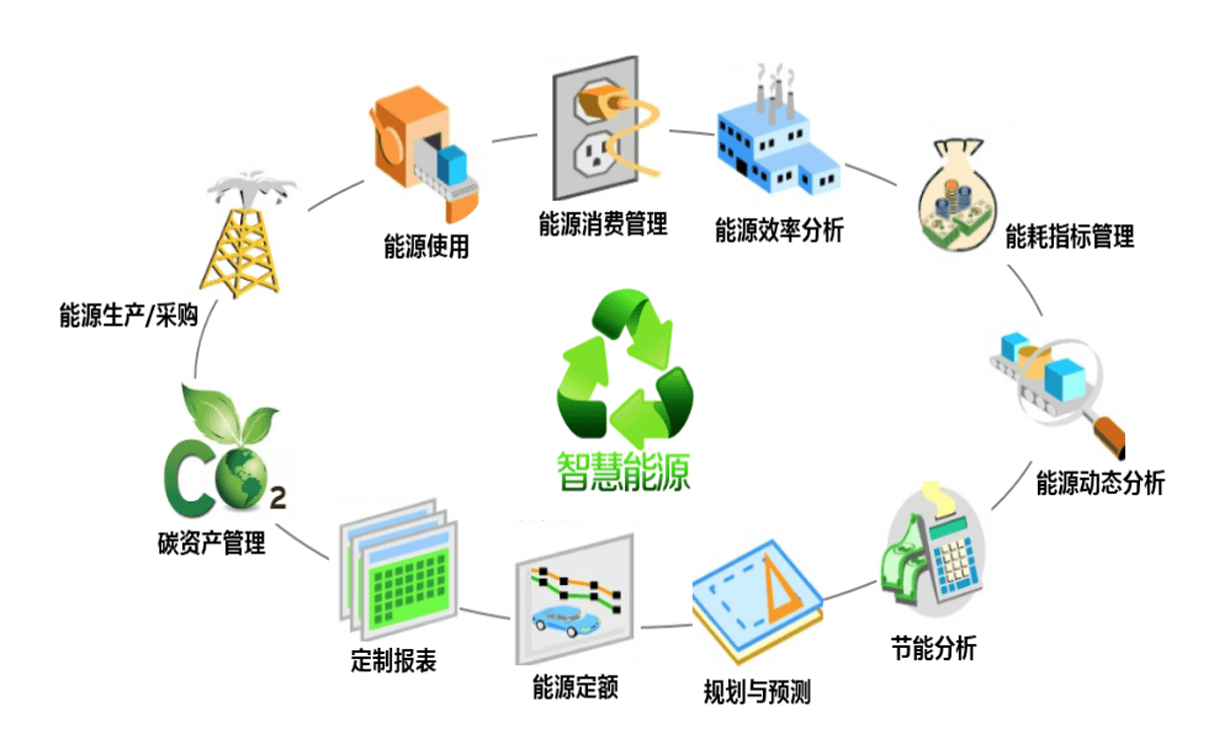 能源消费管理
能源效率分析
能源使用
能耗指标管理
能源生产/采购
智慧能源
能源动态分析
CO2
碳资产管理
节能分析
定制报表
能源定额
规划与预测